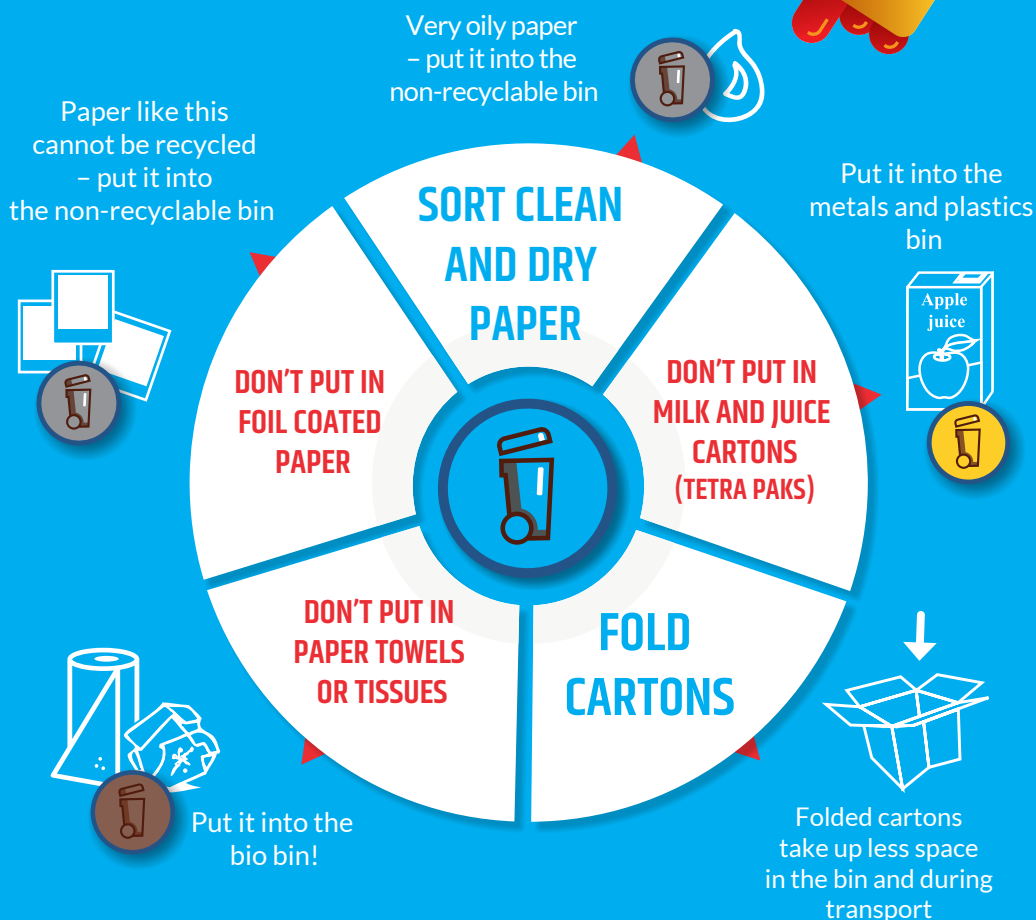 Very oily paper
– put it into the
non-recyclable bin
Paper like this
cannot be recycled
– put it into
the non-recyclable bin
Put it into the
metals and plastics
bin
Apple
juice
SORT CLEAN
AND DRY
PAPER
DON'T PUT IN
FOIL COATED
PAPER
DON'T PUT IN
MILK AND JUICE
CARTONS
(TETRA PAKS)
DON'T PUT IN
PAPER TOWELS
OR TISSUES
FOLD
CARTONS
Put it into the
bio bin!
Folded cartons
take up less space
in the bin and during
transport